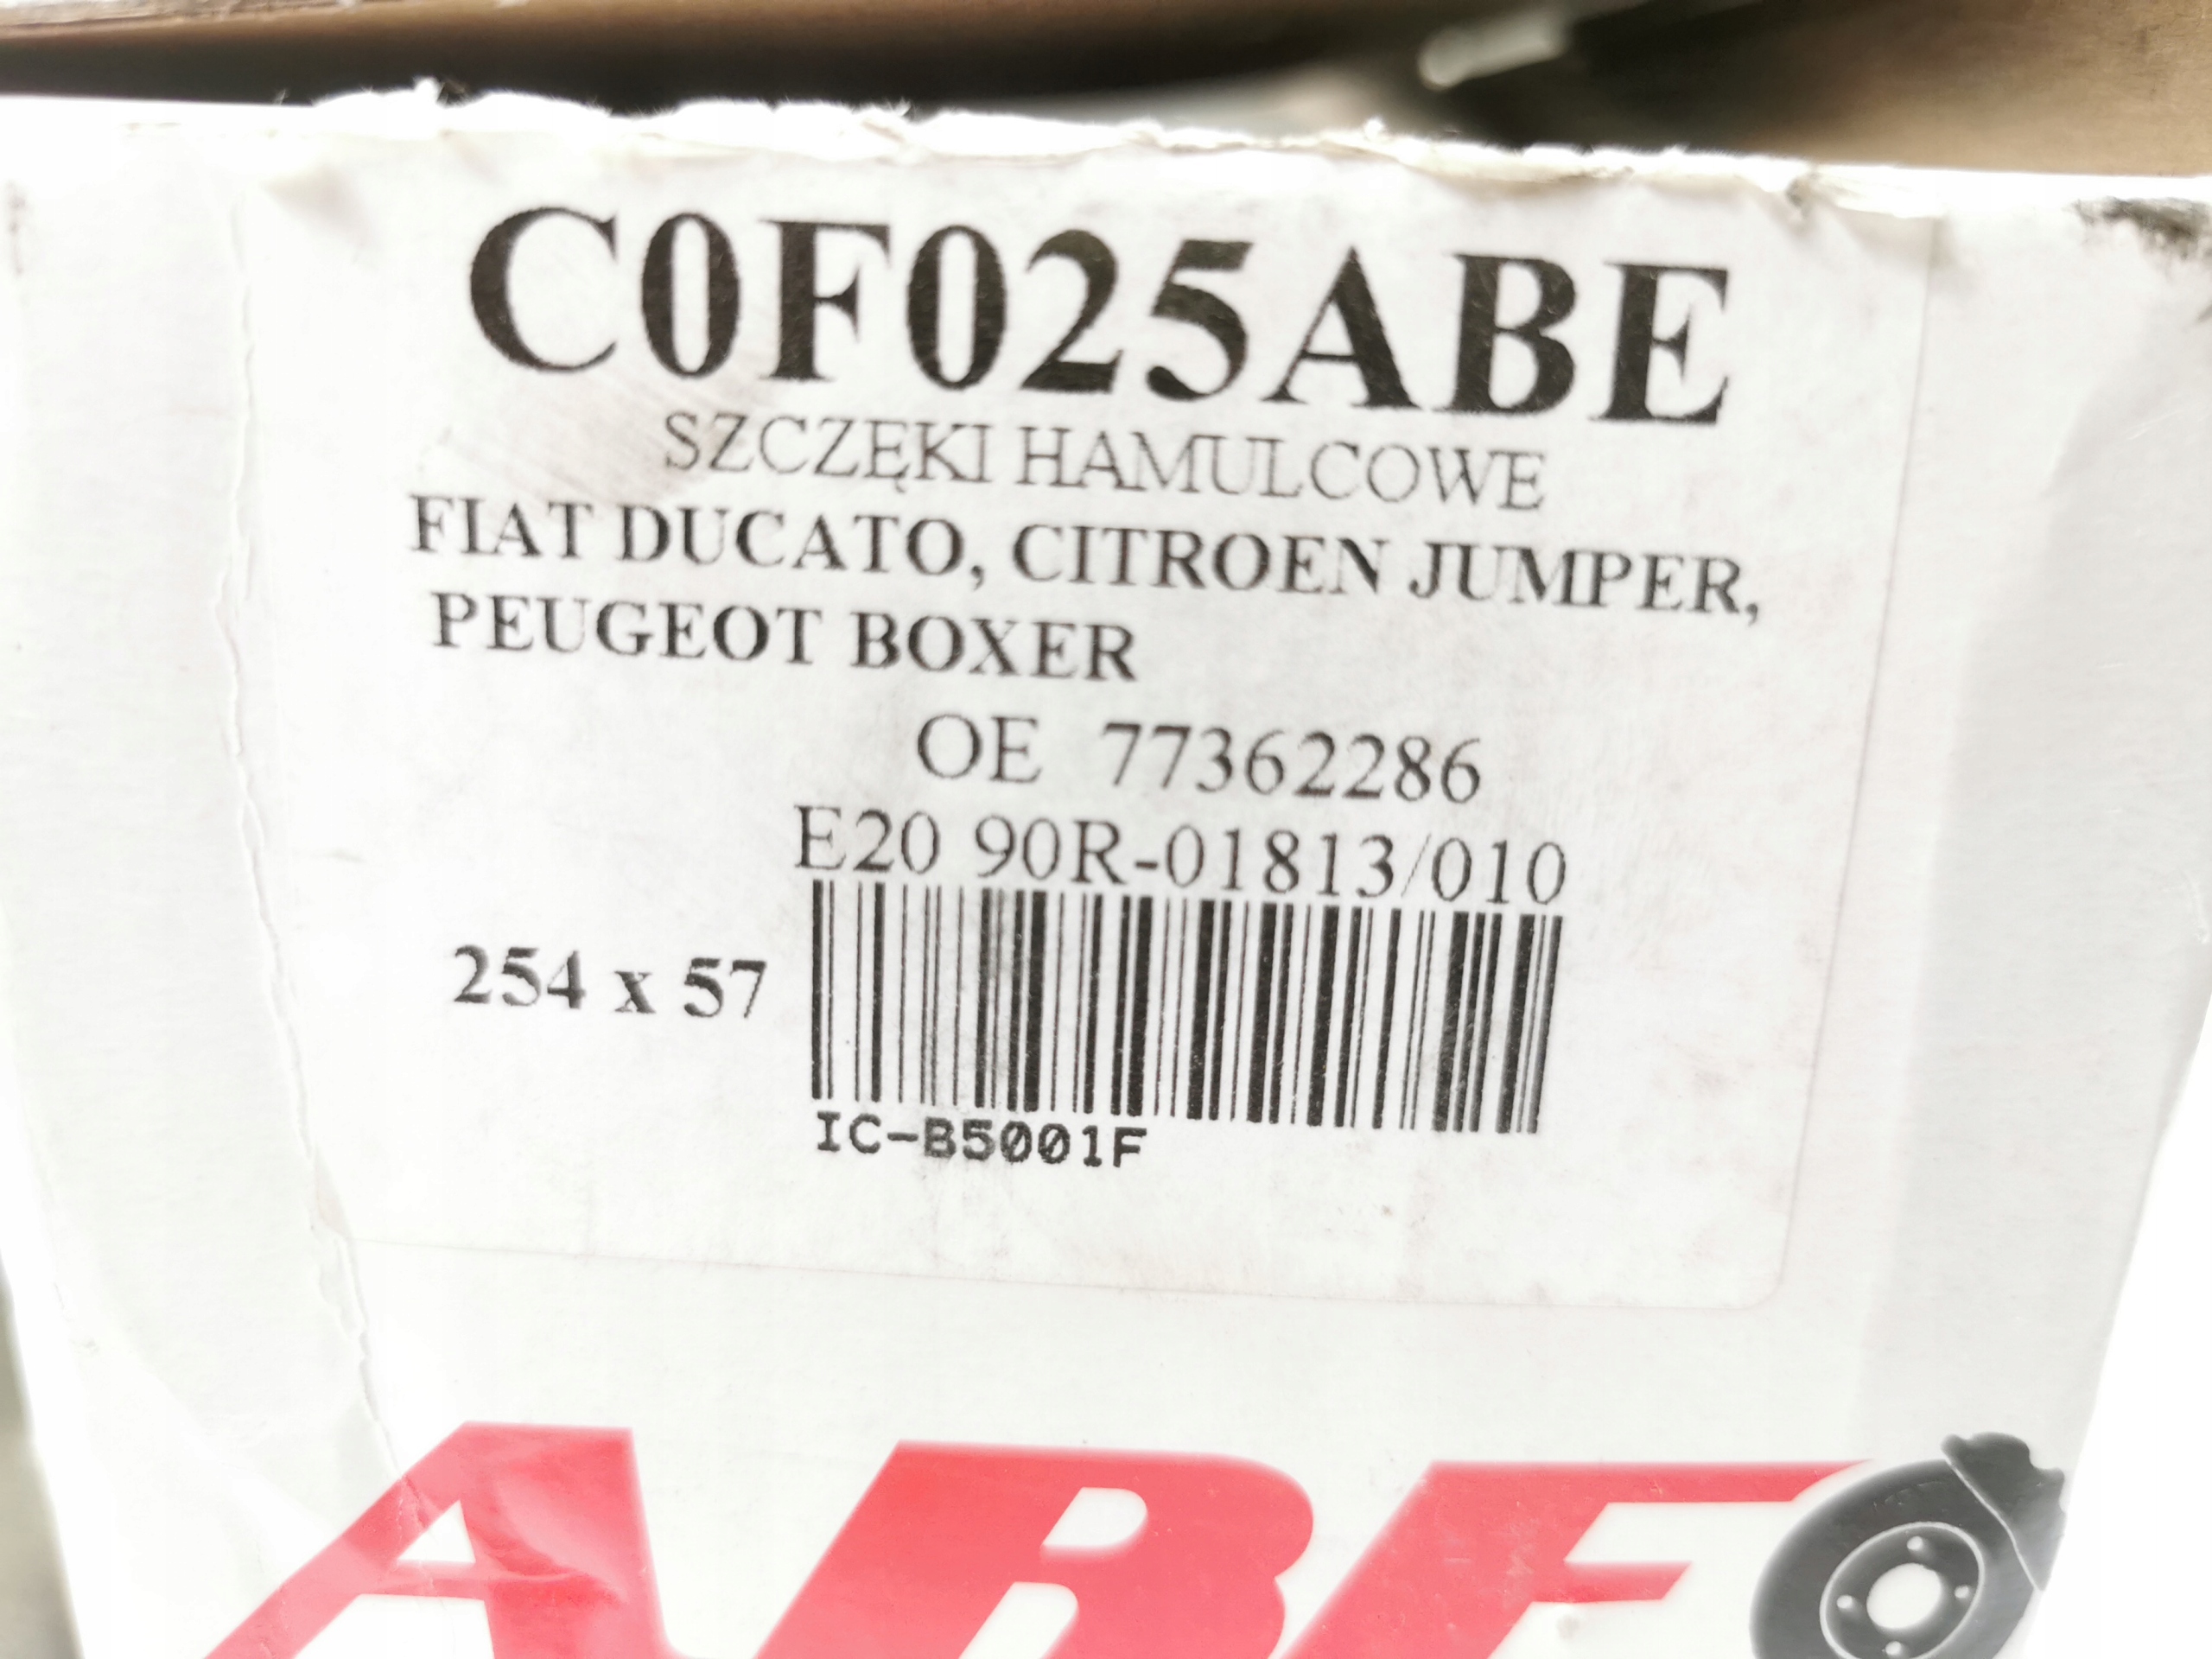 C0F025ABE
SZCZĘKI HAMULCOWE
FIAT DUCATO, CITROEN JUMPER,
PEUGEOT BOXER
OE 77362286
E20 90R-01813/010
254 x 57
IC-B5001F
ABE